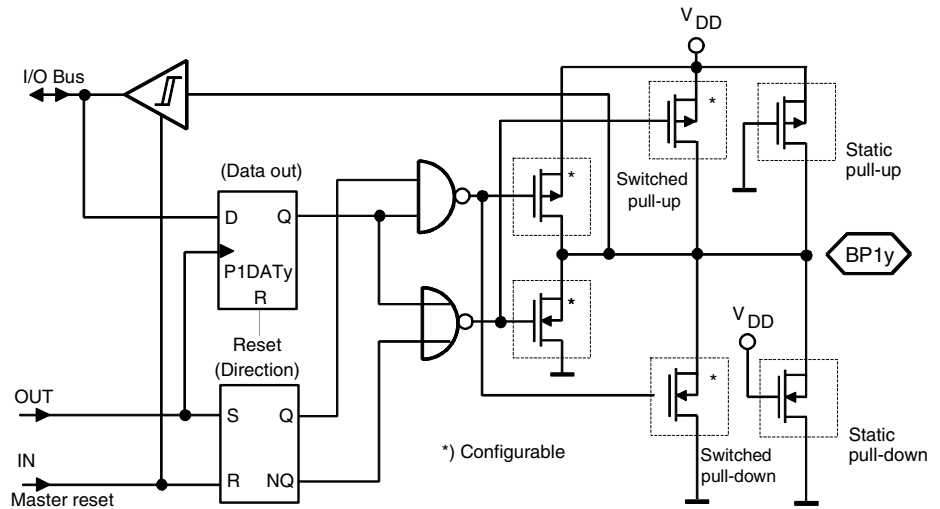 V DD
I/O Bus
*
*
Static
pull-up
(Data out)
Switched
pull-up
D
Q
P1DATy
R
BP1y
*
V DD
Reset
(Direction)
*
OUT
S
Q
*) Configurable
Switched
pull-down
Static
pull-down
IN
R
NQ
Master reset